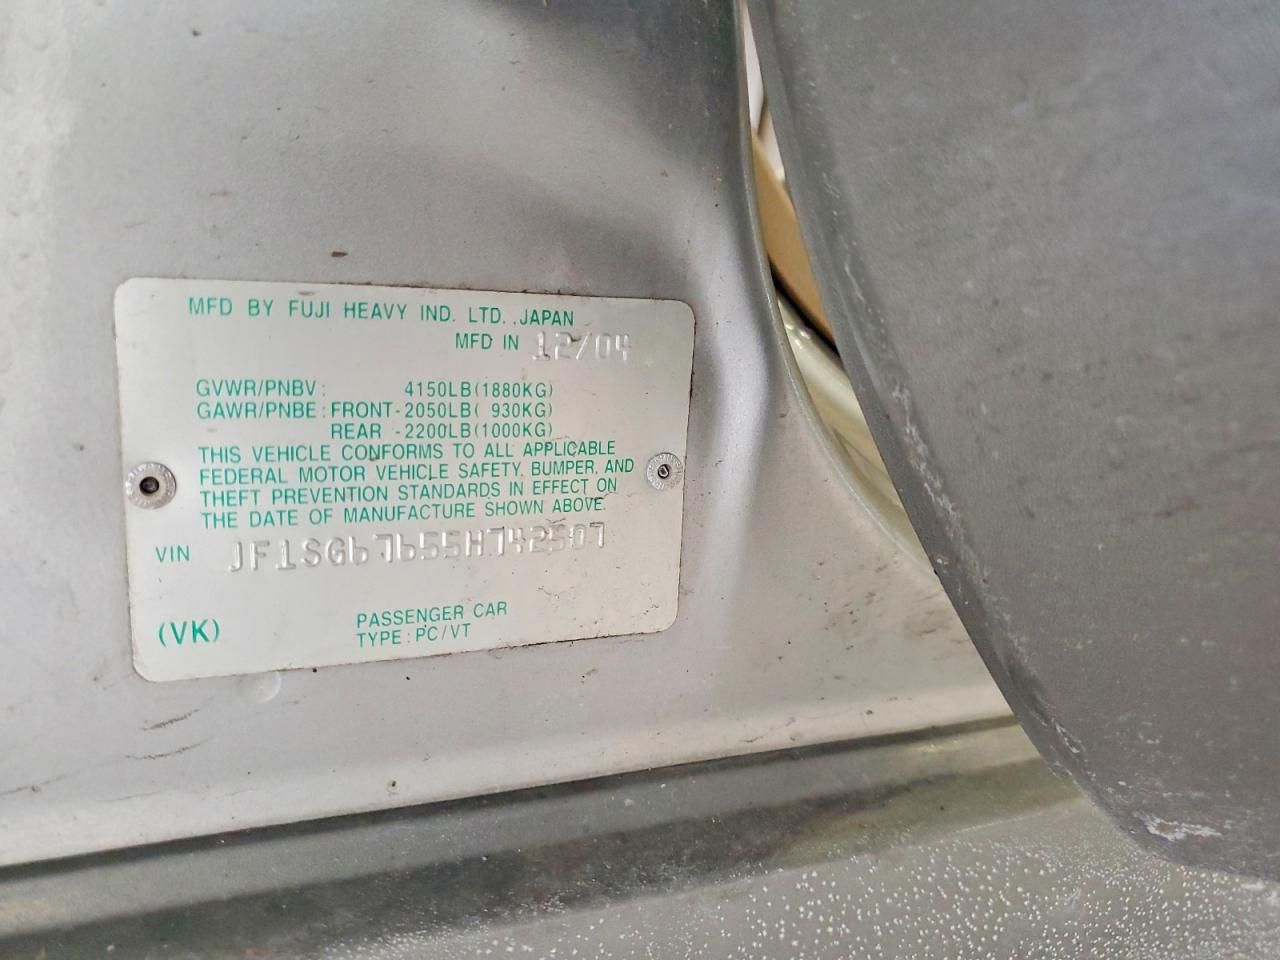 MFD BY FUJI HEAVY IND. LTD. ,JAPAN
MFD IN 12/04
GVWR/PNBV : 4150LB(1880KG)
GAWR/PNBE : FRONT-2050LB( 930KG)
REAR -2200LB(1000KG)
THIS VEHICLE CONFORMS TO ALL APPLICABLE
FEDERAL MOTOR VEHICLE SAFETY, BUMPER, AND
THEFT PREVENTION STANDARDS IN EFFECT ON
THE DATE OF MANUFACTURE SHOWN ABOVE.
VIN JF1SG67655H742507
(VK) PASSENGER CAR
TYPE : PC/VT